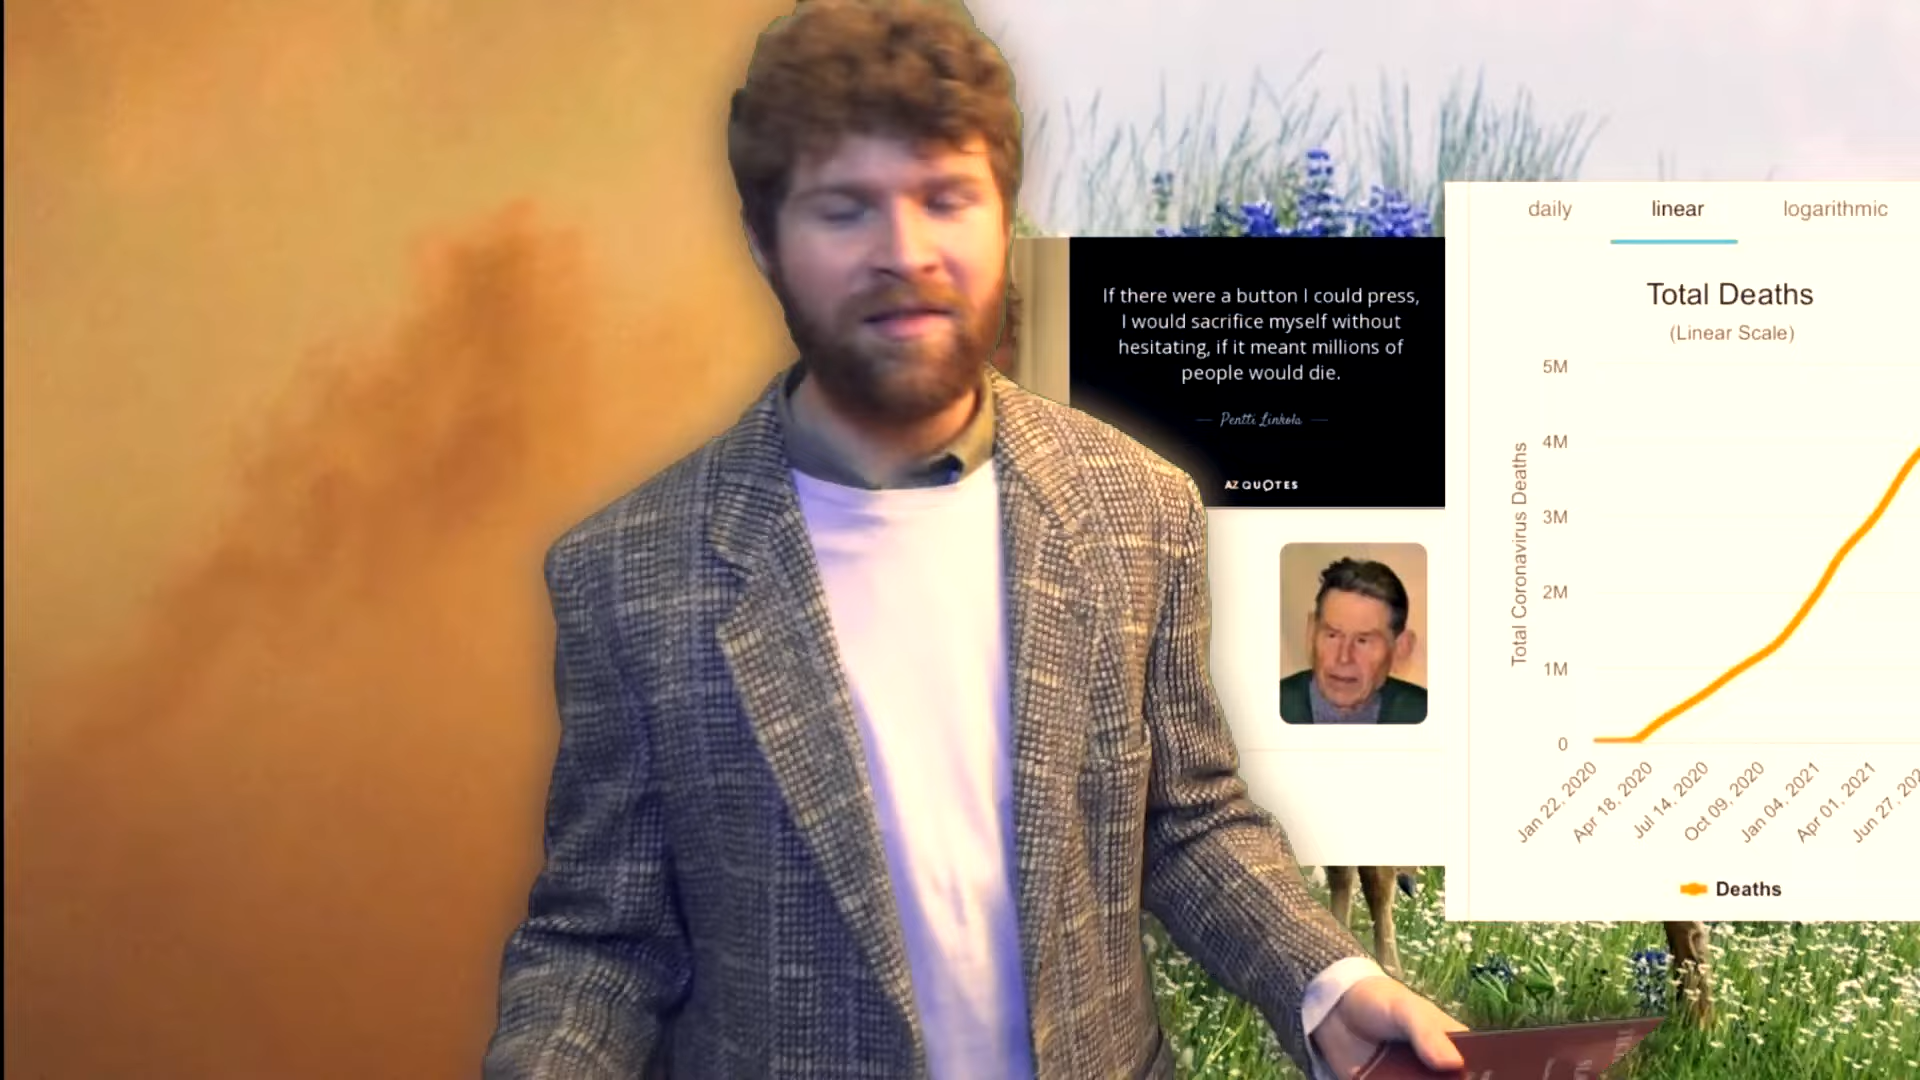 If there were a button I could press,
I would sacrifice myself without
hesitating, if it meant millions of
people would die.
Pentti Linkola
AZ QUOTES
daily linear logarithmic
Total Deaths
(Linear Scale)
Total Coronavirus Deaths
5M
4M
3M
2M
1M
0
Jan 22, 2020
Apr 18, 2020
Jul 14, 2020
Oct 09, 2020
Jan 04, 2021
Apr 01, 2021
Jun 27,
Deaths